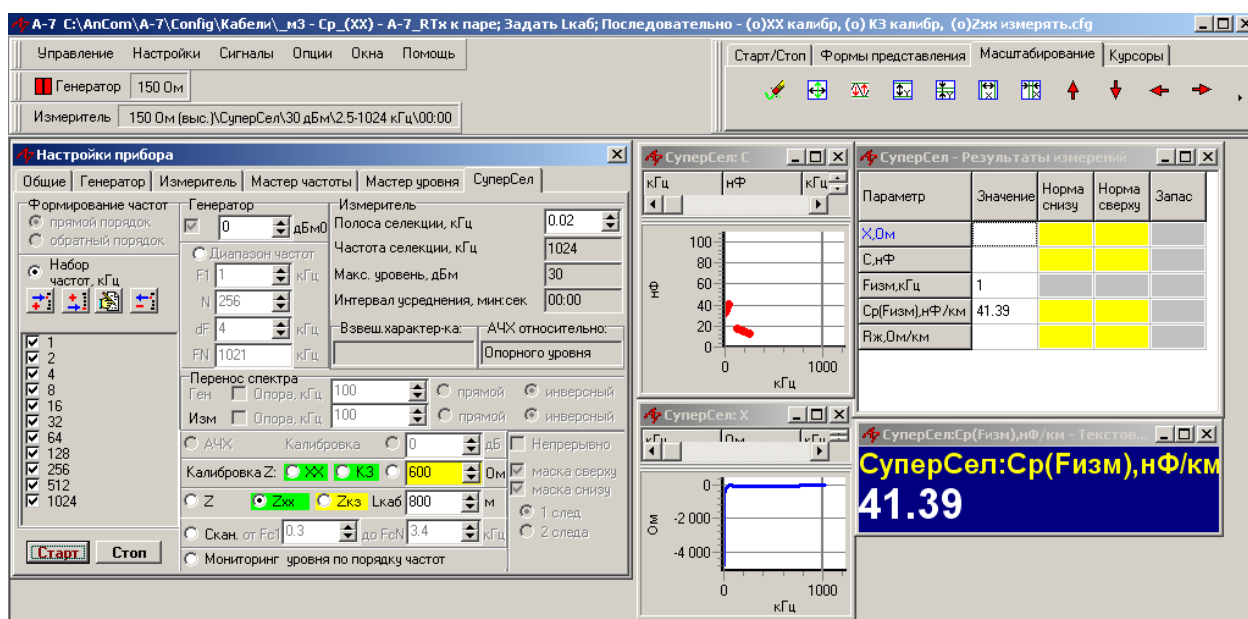 А-7 C:\AnCom\A-7\Config\Кабели\_м3 - Cp_(XX) - A-7_RTx к паре; Задать Lкаб; Последовательно - (о)ХХ калибр, (о) КЗ калибр, (о)Zхх измерять.cfg
Управление Настройки Сигналы Опции Окна Помощь
Старт/Стоп Формы представления Масштабирование Курсоры
Генератор 150 Ом
Измеритель 150 Ом (выс.)\СуперСел\30 дБм\2.5-1024 кГц\00:00
Настройки прибора
Общие Генератор Измеритель Мастер частоты Мастер уровня СуперСел
Формирование частот
прямой порядок
обратный порядок
Набор
частот, кГц
1
2
4
8
16
32
64
128
256
512
1024
Старт Стоп
Генератор
0 дБм0
Диапазон частот
F1 1 кГц
N 256
dF 4 кГц
FN 1021 кГц
Измеритель
Полоса селекции, кГц 0.02
Частота селекции, кГц 1024
Макс. уровень, дБм 30
Интервал усреднения, мин:сек 00:00
Взвеш.характер-ка: АЧХ относительно:
Опорного уровня
Перенос спектра
Ген Опора, кГц 100 прямой инверсный
Изм Опора, кГц 100 прямой инверсный
АЧХ Калибровка 0 дБ Непрерывно
Калибровка Z: ХХ КЗ 600 Ом маска сверху
маска снизу
Z Zхх Zкз Lкаб 800 м 1 след
Скан. от Fc1 0.3 до FcN 3.4 кГц 2 следа
Мониторинг уровня по порядку частот
СуперСел: C
кГц нФ кГц
100
80
60
40
20
0
нФ
0 1000
кГц
СуперСел: X
кГц Ом кГц
0
-2 000
-4 000
Ом
0 1000
кГц
СуперСел - Результаты измерений
Параметр Значение Норма снизу Норма сверху Запас
X,Ом
C,нФ
Fизм,кГц 1
Cр(Fизм),нФ/км 41.39
Rж,Ом/км
СуперСел:Ср(Fизм),нФ/км - Текстов...
СуперСел:Ср(Fизм),нФ/км
41.39